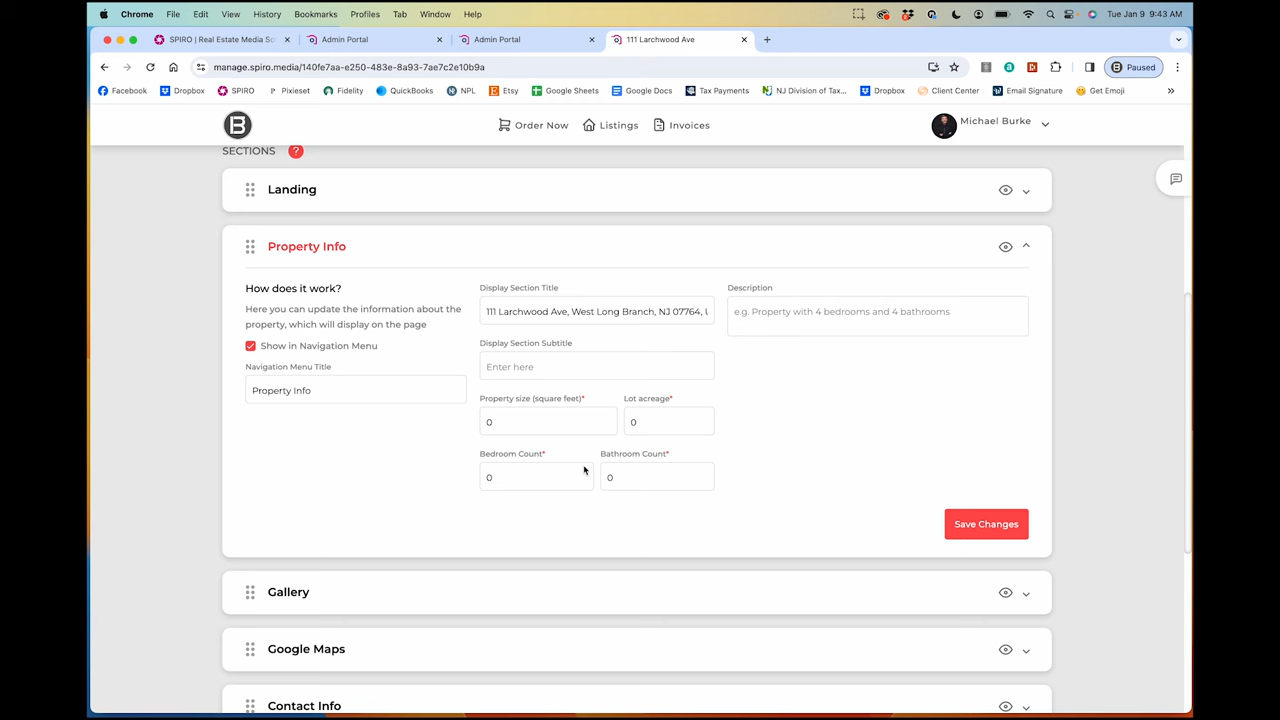 Chrome File Edit View History Bookmarks Profiles Tab Window Help Tue Jan 9 9:43 AM
SPIRO | Real Estate Media So Admin Portal Admin Portal 111 Larchwood Ave
manage.spiro.media/140fe7aa-e250-483e-8a93-7ae7c2e10b9a Paused
Facebook Dropbox SPIRO Pixieset Fidelity QuickBooks NPL Etsy Google Sheets Google Docs Tax Payments NJ Division of Tax... Dropbox Client Center Email Signature Get Emoji »
B Order Now Listings Invoices Michael Burke
SECTIONS ?
Landing
Property Info
How does it work?
Here you can update the information about the
property, which will display on the page
Show in Navigation Menu
Navigation Menu Title
Property Info
Display Section Title
111 Larchwood Ave, West Long Branch, NJ 07764, U
Display Section Subtitle
Enter here
Property size (square feet)* Lot acreage*
0 0
Bedroom Count* Bathroom Count*
0 0
Description
e.g. Property with 4 bedrooms and 4 bathrooms
Save Changes
Gallery
Google Maps
Contact Info